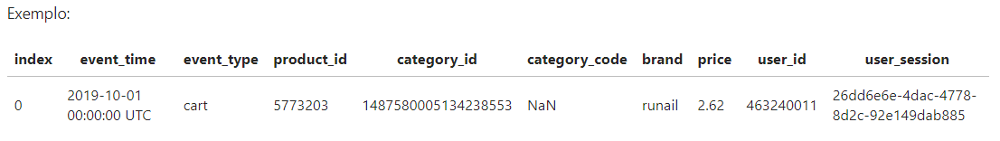 Exemplo:
index event_time event_type product_id category_id category_code brand price user_id user_session
0 2019-10-01 00:00:00 UTC cart 5773203 1487580005134238553 NaN runail 2.62 463240011 26dd6e6e-4dac-4778-8d2c-92e149dab885